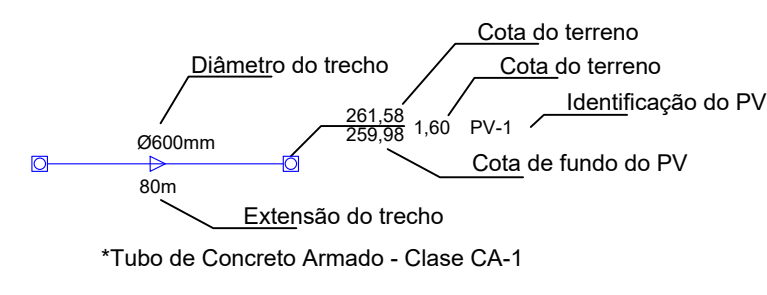 Cota do terreno
Diâmetro do trecho
Cota do terreno
Identificação do PV
261,58
259,98
1,60
PV-1
Ø600mm
Cota de fundo do PV
80m
Extensão do trecho
*Tubo de Concreto Armado - Clase CA-1